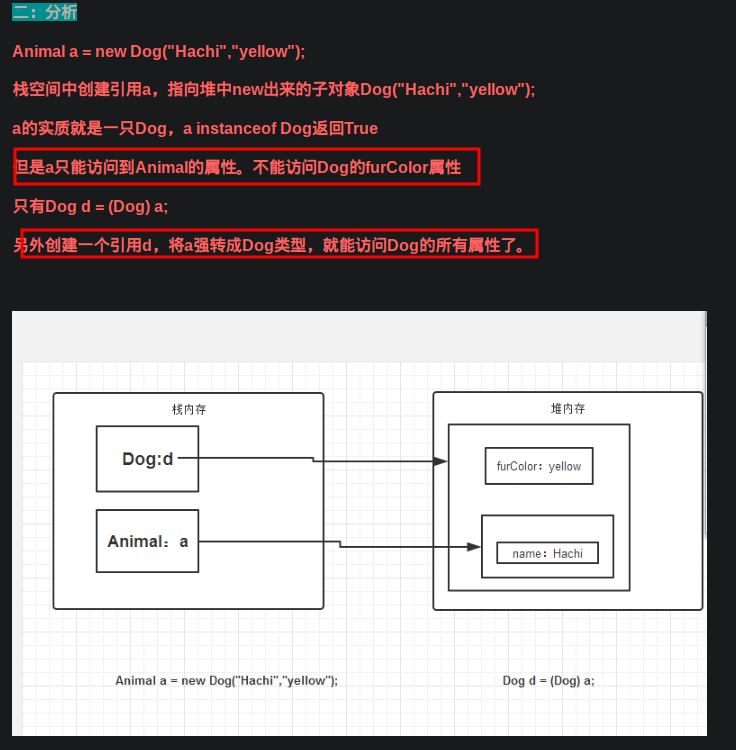 二：分析
Animal a = new Dog("Hachi","yellow");
栈空间中创建引用a，指向堆中new出来的子对象Dog("Hachi","yellow");
a的实质就是一只Dog，a instanceof Dog返回True
但是a只能访问到Animal的属性。不能访问Dog的furColor属性
只有Dog d = (Dog) a;
另外创建一个引用d，将a强转成Dog类型，就能访问Dog的所有属性了。
栈内存
堆内存
Dog:d
furColor：yellow
Animal：a
name：Hachi
Animal a = new Dog("Hachi","yellow");
Dog d = (Dog) a;